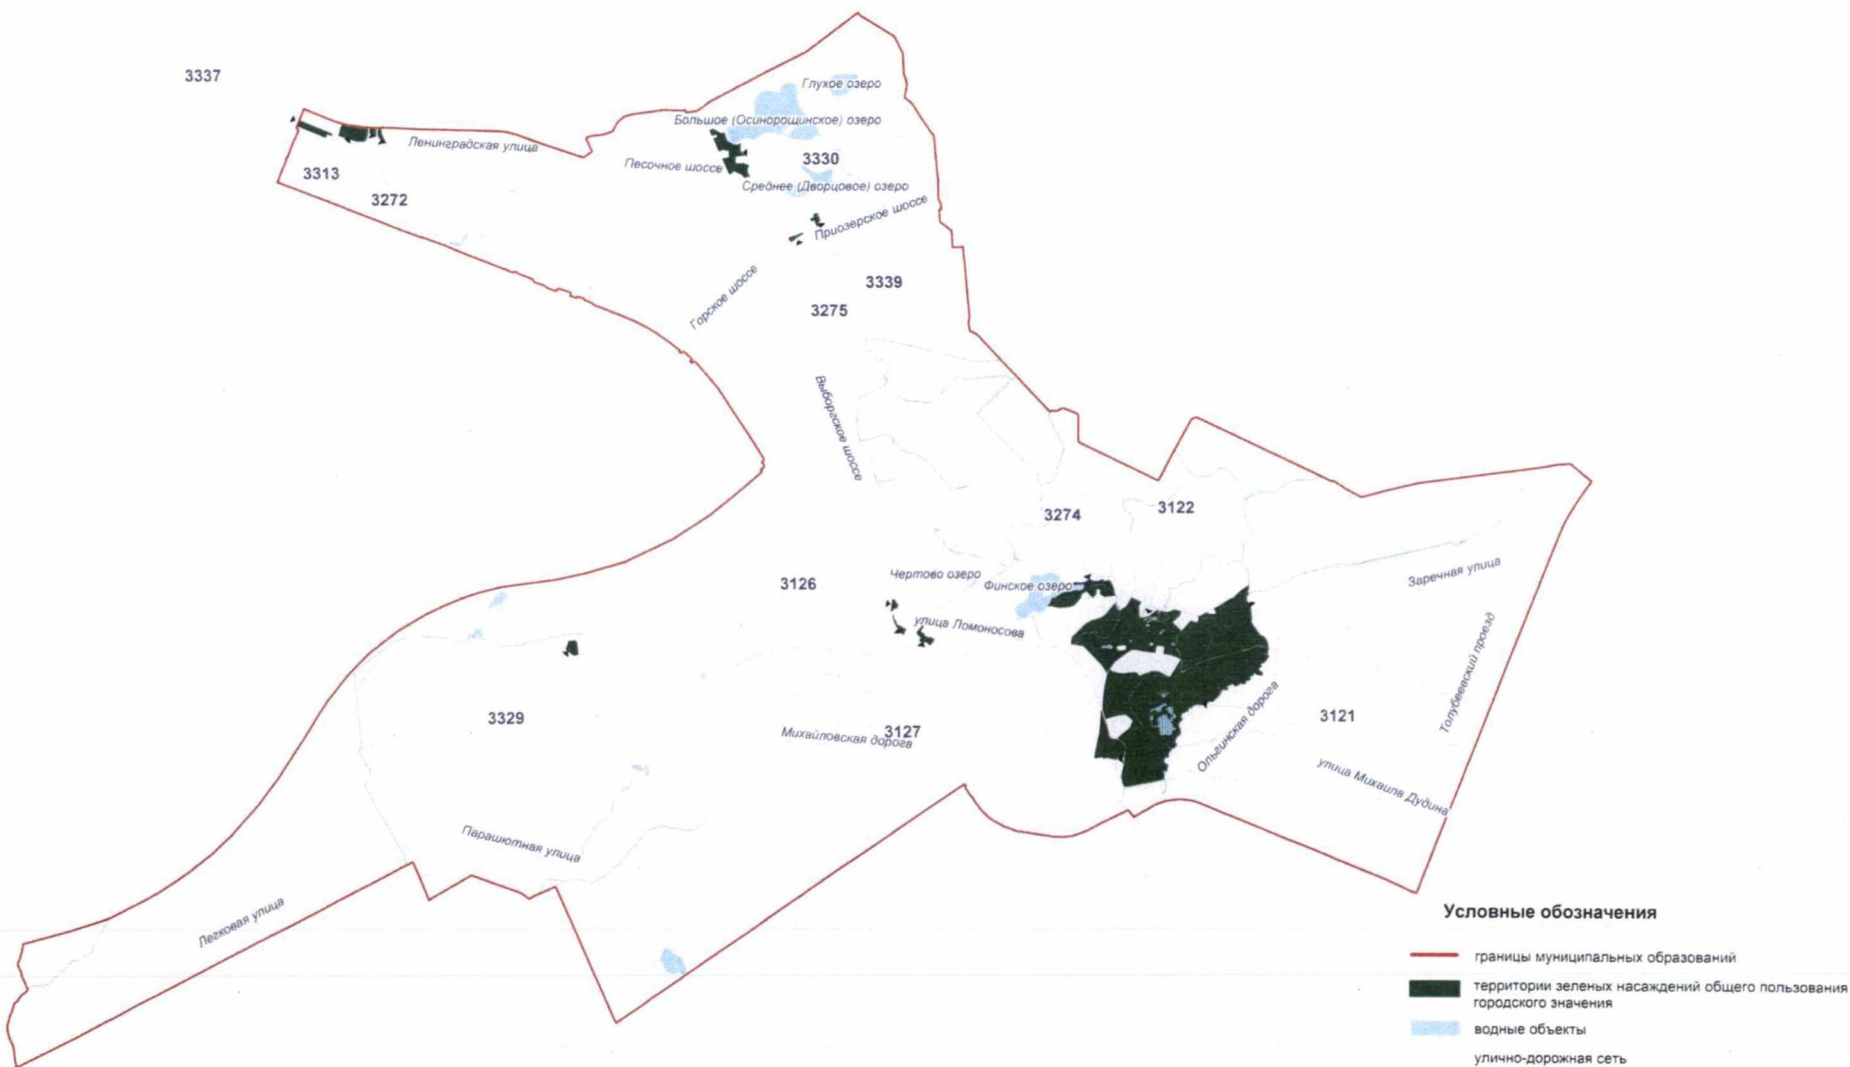 3337
Глухое озеро
Большое (Осинорощинское) озеро
Ленинградская улица
3330
Песочное шоссе
3313
Среднее (Дворцовое) озеро
3272
Приозерское шоссе
3339
Горское шоссе
3275
Выборгское шоссе
3274
3122
Чертово озеро
Финское озеро
3126
Заречная улица
улица Ломоносова
Толубеевский проезд
3329
3121
3127
Михайловская дорога
Ольгинская дорога
улица Михаила Дудина
Парашютная улица
Легковая улица
Условные обозначения
границы муниципальных образований
территории зеленых насаждений общего пользования
городского значения
водные объекты
улично-дорожная сеть